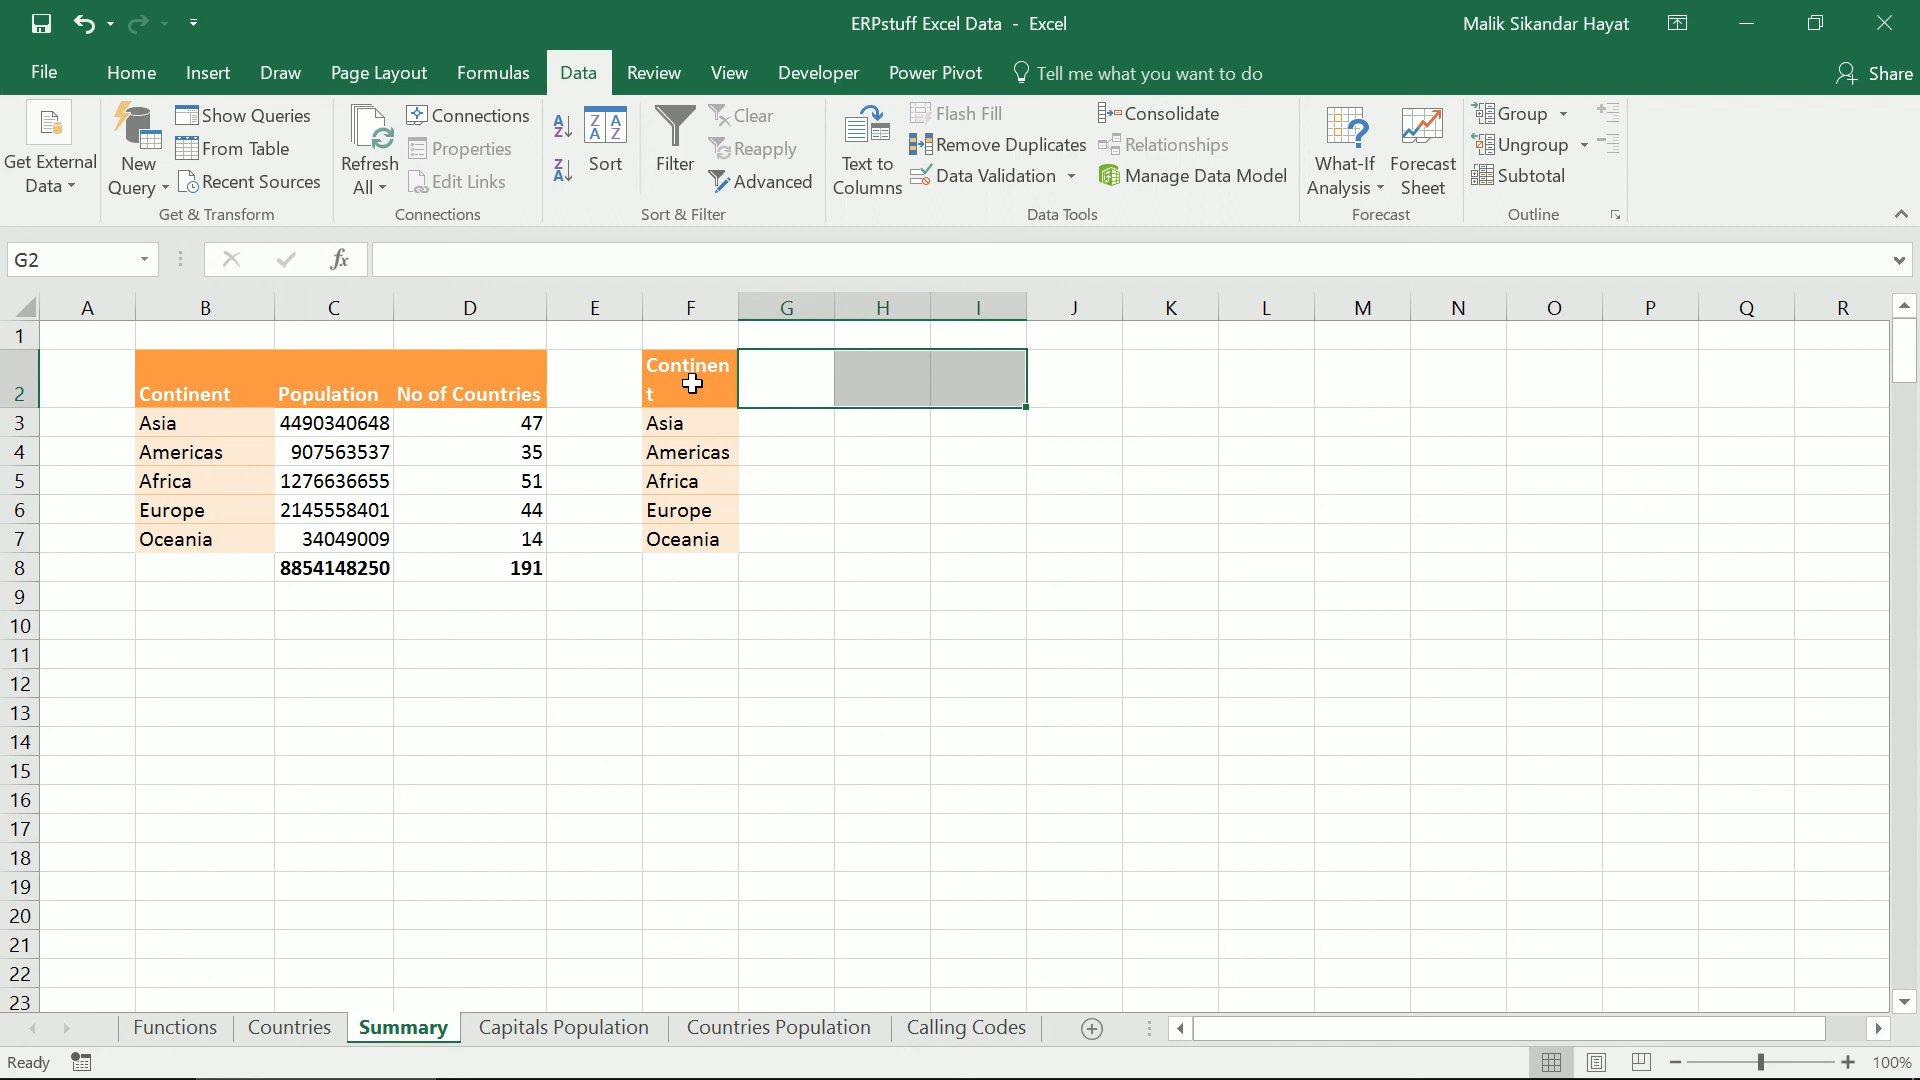 ERPstuff Excel Data - Excel
Malik Sikandar Hayat
File Home Insert Draw Page Layout Formulas Data Review View Developer Power Pivot Tell me what you want to do Share
Get External Data
New Query
Show Queries
From Table
Recent Sources
Get & Transform
Refresh All
Connections
Properties
Edit Links
Connections
A Z
Z A
Z A A Z
Sort
Filter
Clear
Reapply
Advanced
Sort & Filter
Text to Columns
Flash Fill
Remove Duplicates
Data Validation
Consolidate
Relationships
Manage Data Model
Data Tools
What-If Analysis
Forecast Sheet
Forecast
Group
Ungroup
Subtotal
Outline
G2 fx
A B C D E F G H I J K L M N O P Q R
1
2 Continent Population No of Countries Continen
t
3 Asia 4490340648 47 Asia
4 Americas 907563537 35 Americas
5 Africa 1276636655 51 Africa
6 Europe 2145558401 44 Europe
7 Oceania 34049009 14 Oceania
8 8854148250 191
9
10
11
12
13
14
15
16
17
18
19
20
21
22
23
Functions Countries Summary Capitals Population Countries Population Calling Codes
Ready 100%